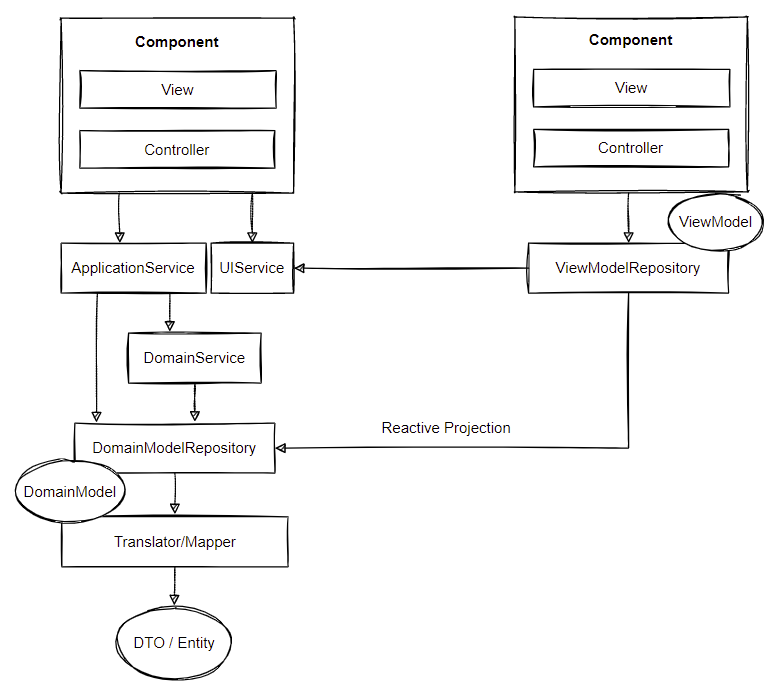 Component
View
Controller
Component
View
Controller
ViewModel
ApplicationService
UIService
ViewModelRepository
DomainService
Reactive Projection
DomainModelRepository
DomainModel
Translator/Mapper
DTO / Entity